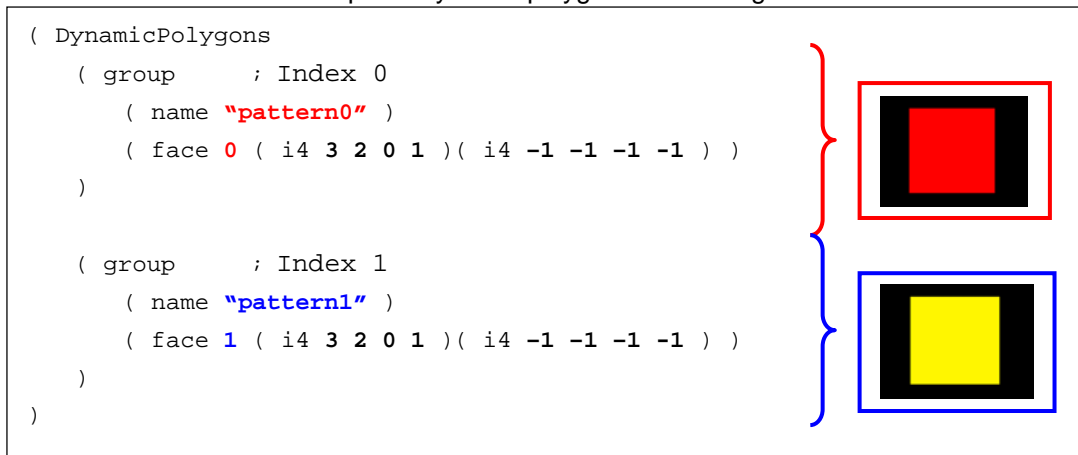 ( DynamicPolygons
( group ; Index 0
( name “pattern0” )
( face 0 ( i4 3 2 0 1 )( i4 –1 –1 –1 -1 ) )
)
( group ; Index 1
( name “pattern1” )
( face 1 ( i4 3 2 0 1 )( i4 –1 –1 –1 -1 ) )
)
)